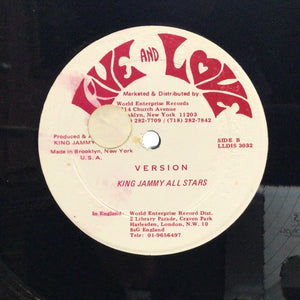 LIVE AND LOVE
Marketed & Distributed by
World Enterprise Records
Church Avenue
Brooklyn, New York 11203
282-7709 / (718) 282-7842
Produced &
KING JAMMY
Made in Brooklyn, New York
U.S.A.
SIDE B
LLDIS 3032
VERSION
KING JAMMY ALL STARS
In England:
World Enterprise Record Dist.
2 Library Parade, Craven Park
Harlesden, London, N.W. 10
8sG England
Tele: 01-9656497